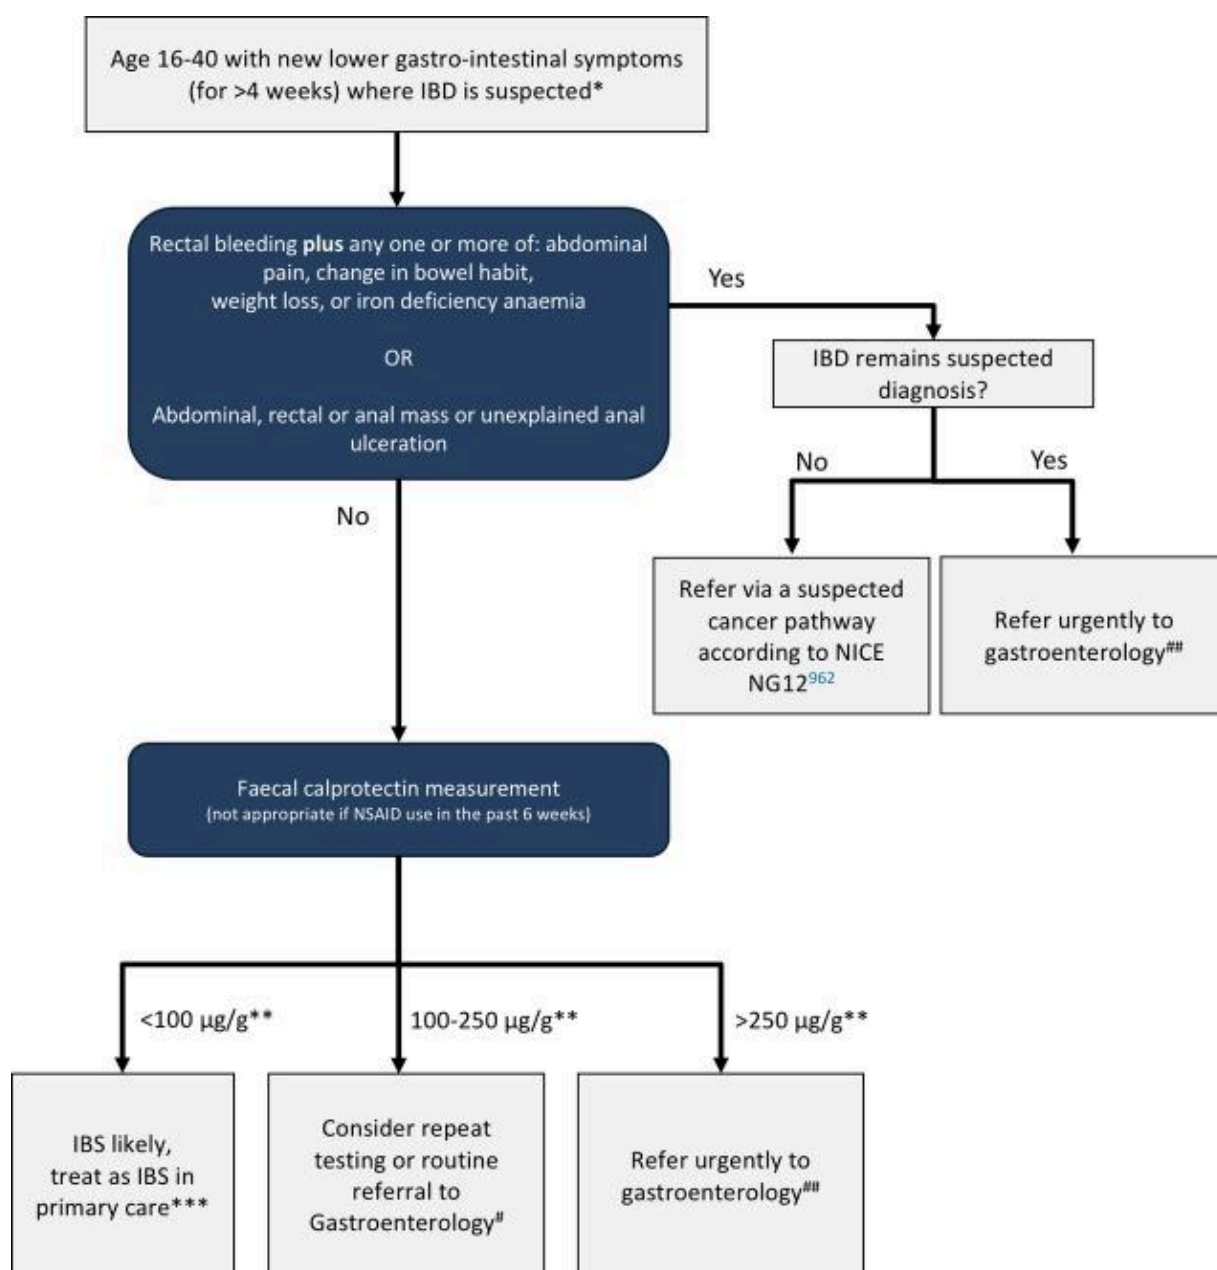 Age 16-40 with new lower gastro-intestinal symptoms
(for >4 weeks) where IBD is suspected*
Rectal bleeding plus any one or more of: abdominal
pain, change in bowel habit,
weight loss, or iron deficiency anaemia
OR
Abdominal, rectal or anal mass or unexplained anal
ulceration
Yes
IBD remains suspected
diagnosis?
No
Yes
Refer via a suspected
cancer pathway
according to NICE
NG12962
Refer urgently to
gastroenterology##
No
Faecal calprotectin measurement
(not appropriate if NSAID use in the past 6 weeks)
<100 µg/g**
100-250 µg/g**
>250 µg/g**
IBS likely,
treat as IBS in
primary care***
Consider repeat
testing or routine
referral to
Gastroenterology#
Refer urgently to
gastroenterology##